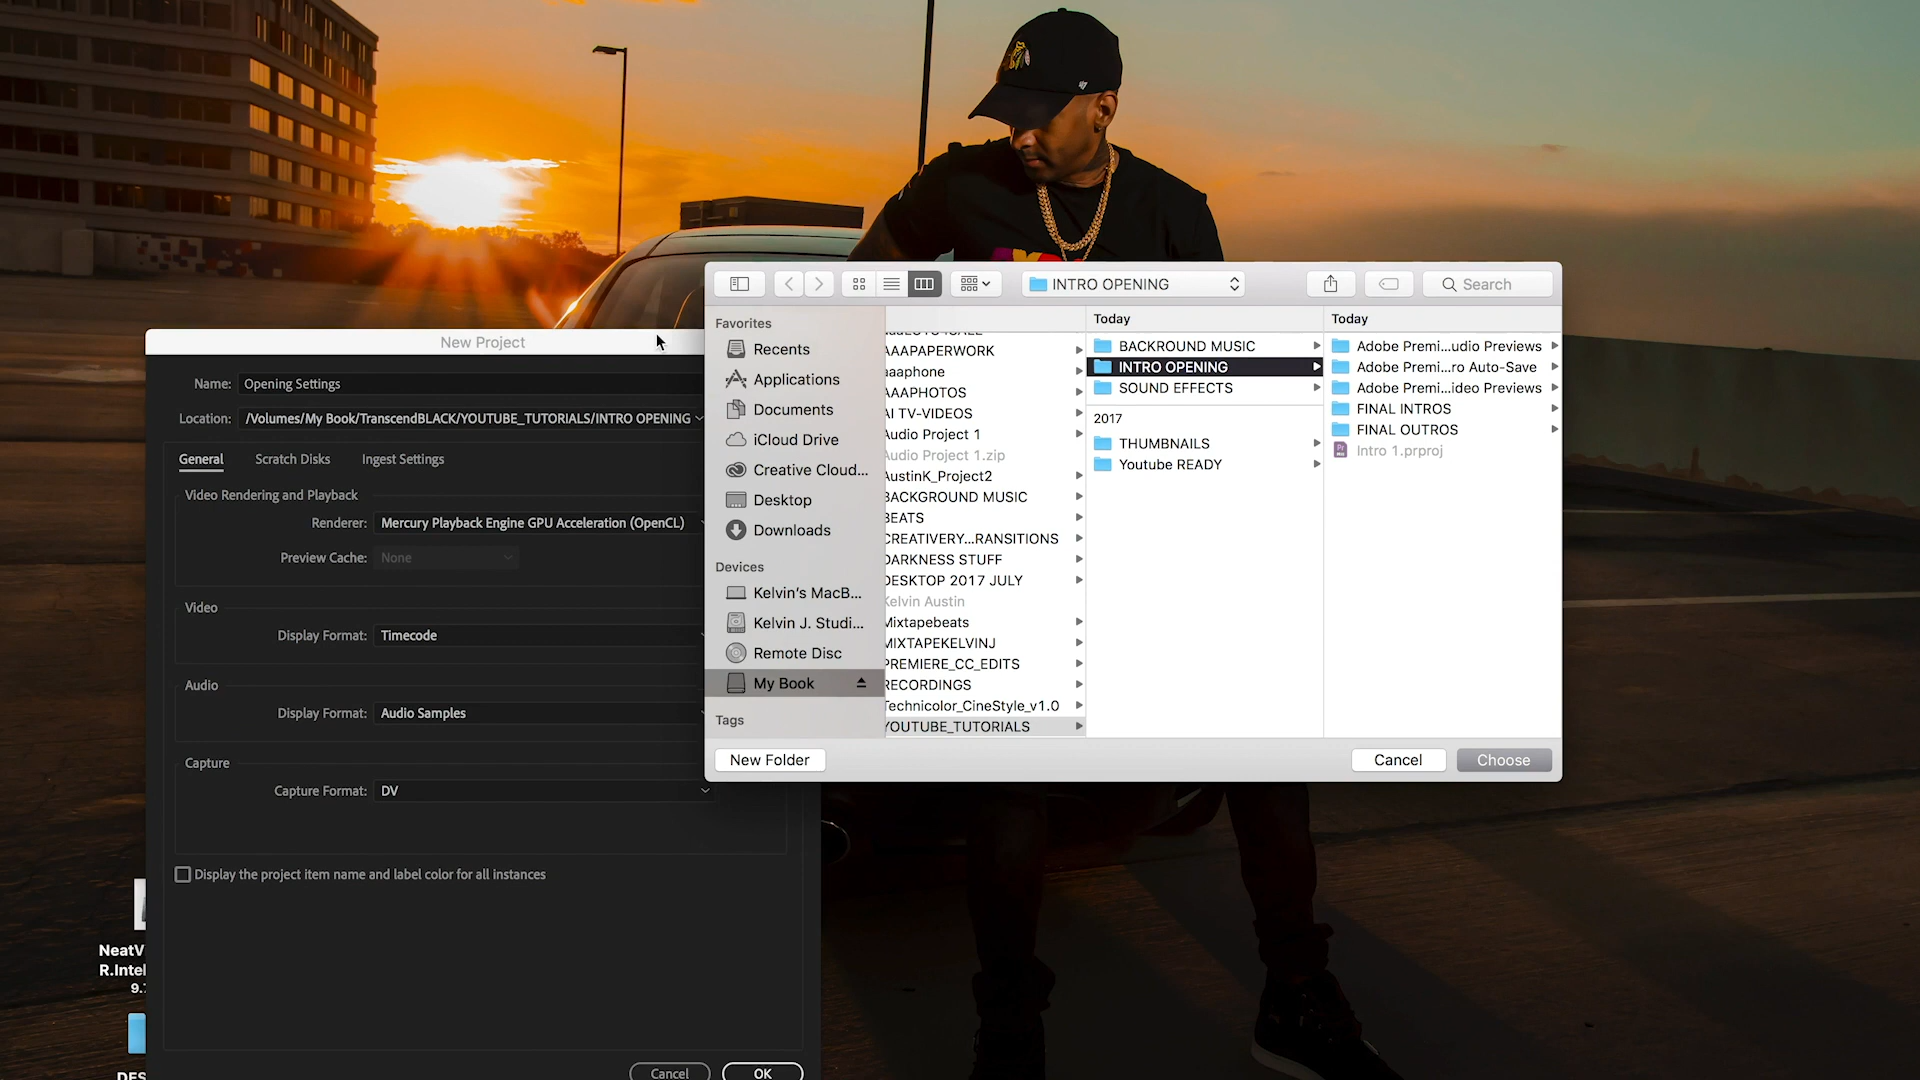 New Project
Name: Opening Settings
Location: /Volumes/My Book/TranscendBLACK/YOUTUBE_TUTORIALS/INTRO OPENING
General Scratch Disks Ingest Settings
Video Rendering and Playback
Renderer: Mercury Playback Engine GPU Acceleration (OpenCL)
Preview Cache: None
Video
Display Format: Timecode
Audio
Display Format: Audio Samples
Capture
Capture Format: DV
Display the project item name and label color for all instances
Cancel OK
INTRO OPENING
Search
Favorites
Recents
Applications
Documents
iCloud Drive
Creative Cloud...
Desktop
Downloads
Devices
Kelvin's MacB...
Kelvin J. Studi...
Remote Disc
My Book
Tags
AAAPAPERWORK
aaaphone
AAAPHOTOS
AI TV-VIDEOS
Audio Project 1
Audio Project 1.zip
AustinK_Project2
BACKGROUND MUSIC
BEATS
CREATIVERY...RANSITIONS
DARKNESS STUFF
DESKTOP 2017 JULY
Kelvin Austin
Mixtapebeats
MIXTAPEKELVINJ
PREMIERE_CC_EDITS
RECORDINGS
Technicolor_CineStyle_v1.0
YOUTUBE_TUTORIALS
Today
BACKROUND MUSIC
INTRO OPENING
SOUND EFFECTS
2017
THUMBNAILS
Youtube READY
Today
Adobe Premi...udio Previews
Adobe Premi...ro Auto-Save
Adobe Premi...ideo Previews
FINAL INTROS
FINAL OUTROS
Intro 1.prproj
New Folder
Cancel
Choose
NeatV
R.Intel
9.7
DES